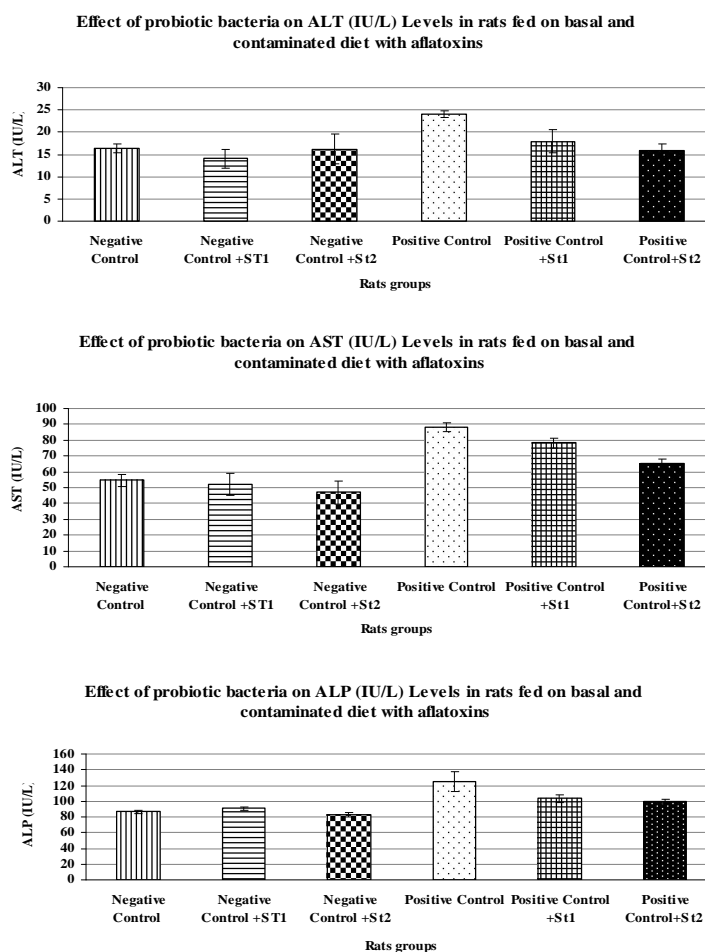 Effect of probiotic bacteria on ALT (IU/L) Levels in rats fed on basal and
contaminated diet with aflatoxins
30
25
20
15
10
5
0
ALT (IU/L)
Negative Control
Negative Control +ST1
Negative Control +St2
Positive Control
Positive Control +St1
Positive Control+St2
Rats groups
Effect of probiotic bacteria on AST (IU/L) Levels in rats fed on basal and
contaminated diet with aflatoxins
100
90
80
70
60
50
40
30
20
10
0
AST (IU/L)
Negative Control
Negative Control +ST1
Negative Control +St2
Positive Control
Positive Control +St1
Positive Control+St2
Rats groups
Effect of probiotic bacteria on ALP (IU/L) Levels in rats fed on basal and
contaminated diet with aflatoxins
160
140
120
100
80
60
40
20
0
ALP (IU/L)
Negative Control
Negative Control +ST1
Negative Control +St2
Positive Control
Positive Control +St1
Positive Control+St2
Rats groups